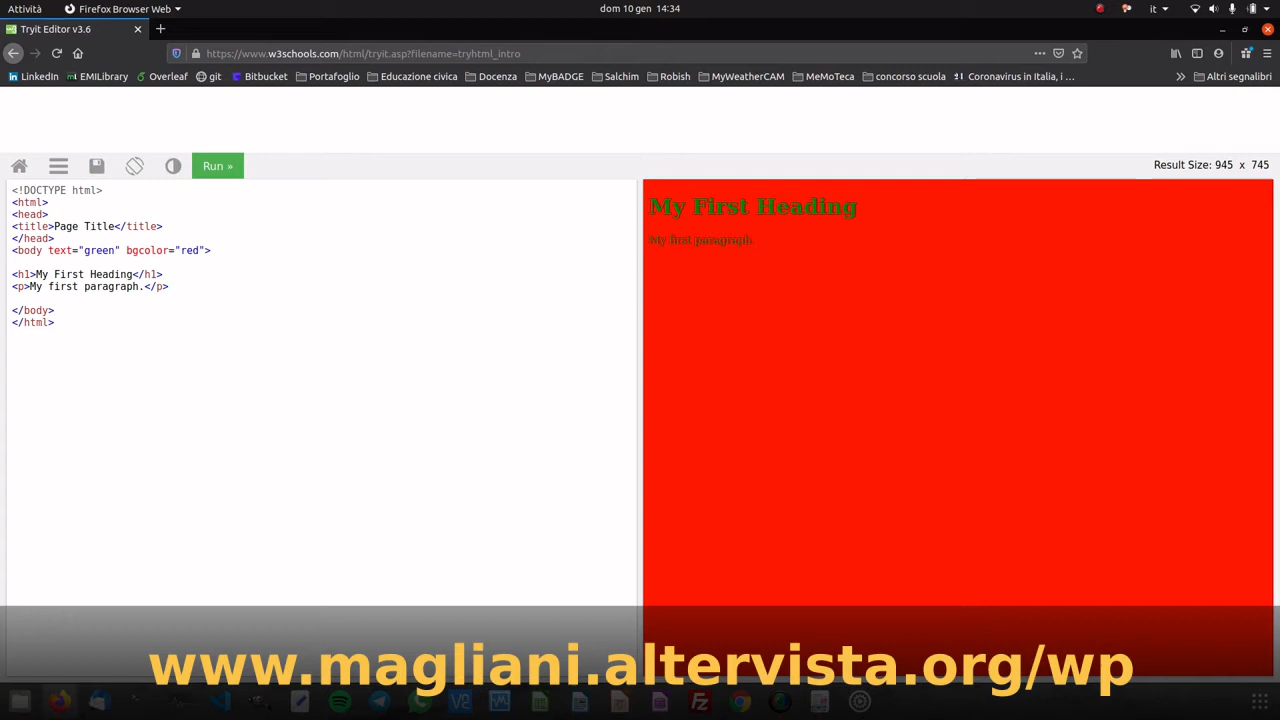 Attività
Firefox Browser Web
dom 10 gen 14:34
it
Tryit Editor v3.6
https://www.w3schools.com/html/tryit.asp?filename=tryhtml_intro
LinkedIn
EMILibrary
Overleaf
git
Bitbucket
Portafoglio
Educazione civica
Docenza
MyBADGE
Salchim
Robish
MyWeatherCAM
MeMoTeca
concorso scuola
Coronavirus in Italia, i …
Altri segnalibri
Run »
Result Size: 945 x 745
<!DOCTYPE html>
<html>
<head>
<title>Page Title</title>
</head>
<body text="green" bgcolor="red">
<h1>My First Heading</h1>
<p>My first paragraph.</p>
</body>
</html>
My First Heading
My first paragraph.
www.magliani.altervista.org/wp